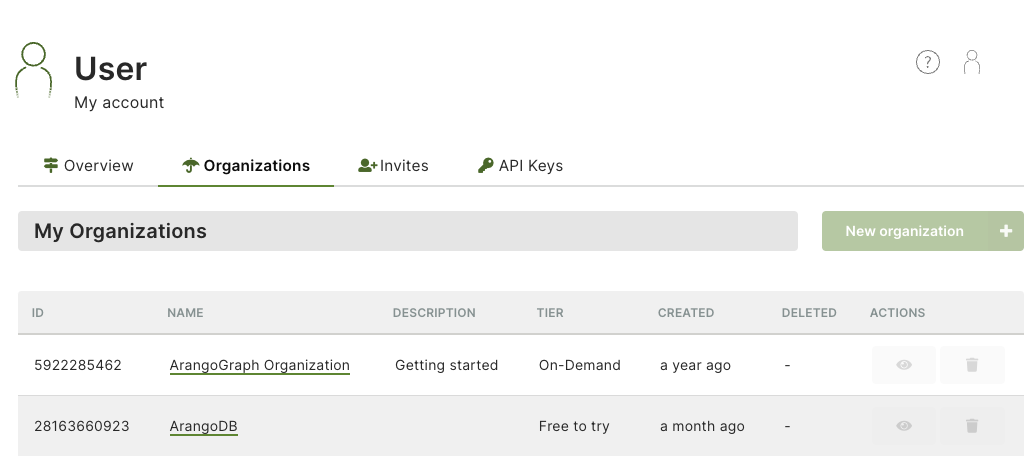 User
?
My account
Overview Organizations Invites API Keys
My Organizations New organization
ID NAME DESCRIPTION TIER CREATED DELETED ACTIONS
5922285462 ArangoGraph Organization Getting started On-Demand a year ago -
28163660923 ArangoDB Free to try a month ago -